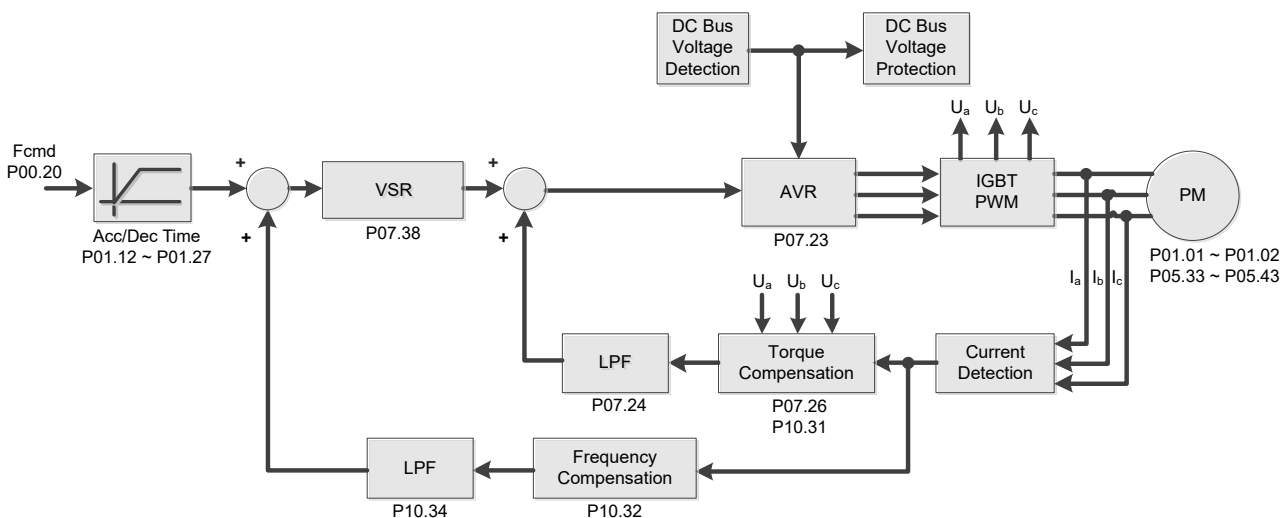 DC Bus
Voltage
Detection
DC Bus
Voltage
Protection
Ua
Ub
Uc
Fcmd
P00.20
+
+
VSR
AVR
IGBT
PWM
PM
+
+
P07.38
P07.23
Acc/Dec Time
P01.12 ~ P01.27
P01.01 ~ P01.02
P05.33 ~ P05.43
Ua
Ub
Uc
Ia
Ib
Ic
LPF
Torque
Compensation
Current
Detection
P07.24
P07.26
P10.31
LPF
Frequency
Compensation
P10.34
P10.32